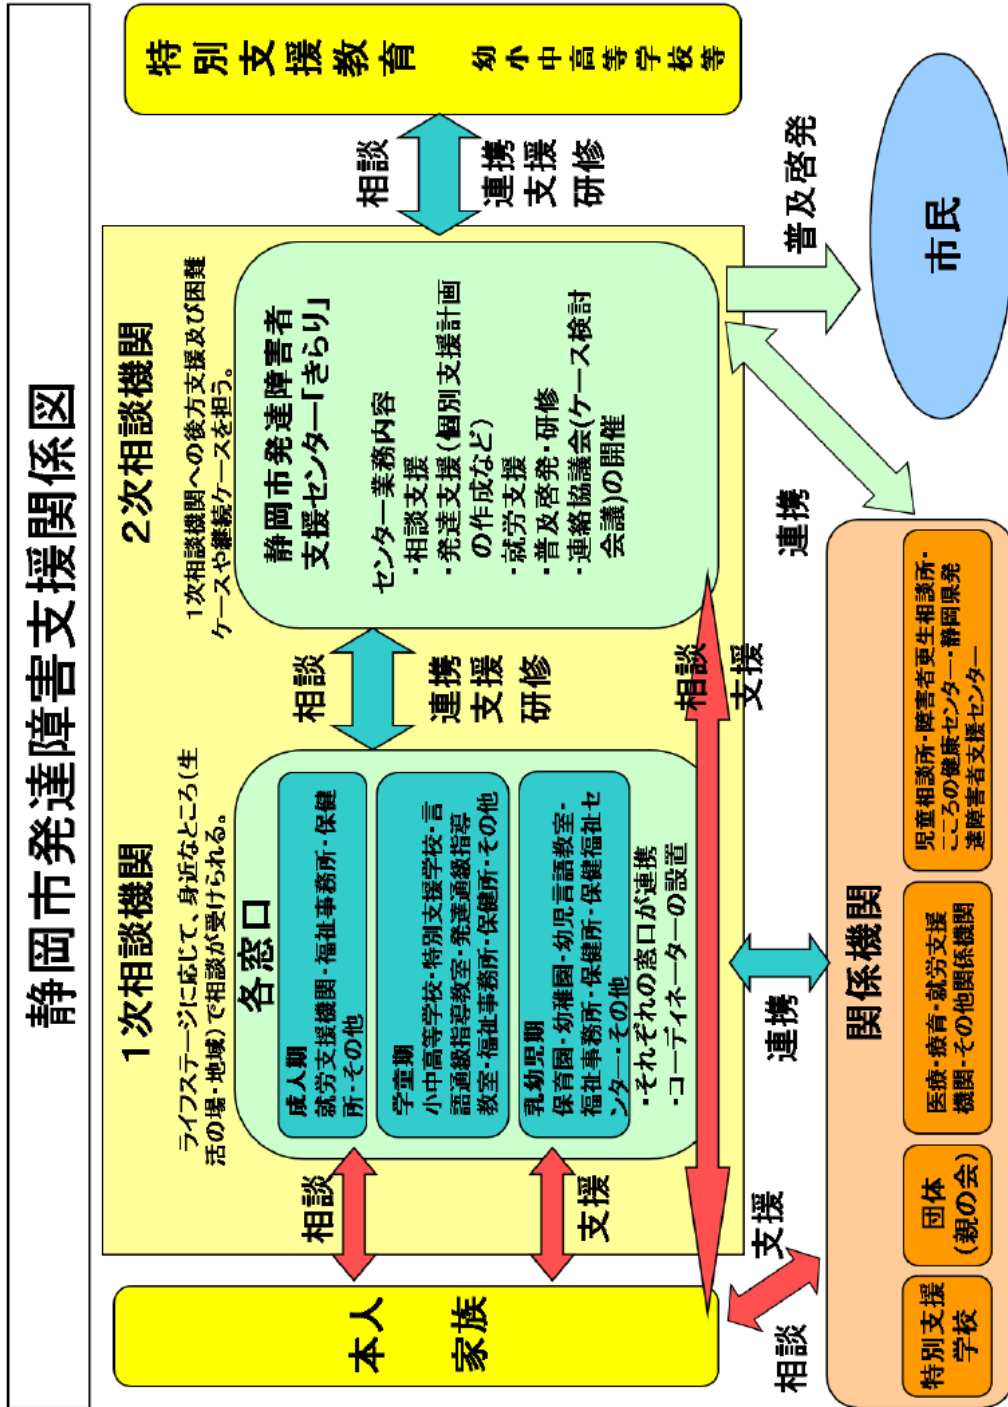 静岡市発達障害支援関係図
1次相談機関
ライフステージに応じて、身近なところ(生
活の場・地域)で相談が受けられる。
各窓口
成人期
就労支援機関・福祉事務所・保健
所・その他
学童期
小中高等学校・特別支援学校・言
語通級指導教室・発達通級指導
教室・福祉事務所・保健所・その他
乳幼児期
保育園・幼稚園・幼児言語教室・
福祉事務所・保健所・保健福祉セ
ンター・その他
・それぞれの窓口が連携
・コーディネーターの設置
2次相談機関
1次相談機関への後方支援及び困難
ケースや継続ケースを担う。
静岡市発達障害者
支援センター「きらり」
センター業務内容
・相談支援
・発達支援(個別支援計画
の作成など)
・就労支援
・普及啓発・研修
・連絡協議会(ケース検討
会議)の開催
相談
連携
支援
研修
特別支援教育
幼小中高等学校等
相談
連携
支援
研修
本人
家族
相談
支援
相談
支援
相談
支援
連携
連携
普及啓発
市民
関係機関
特別支援
学校
団体
(親の会)
医療・療育・就労支援
機関・その他関係機関
児童相談所・障害者更生相談所・
こころの健康センター・静岡県発
達障害者支援センター